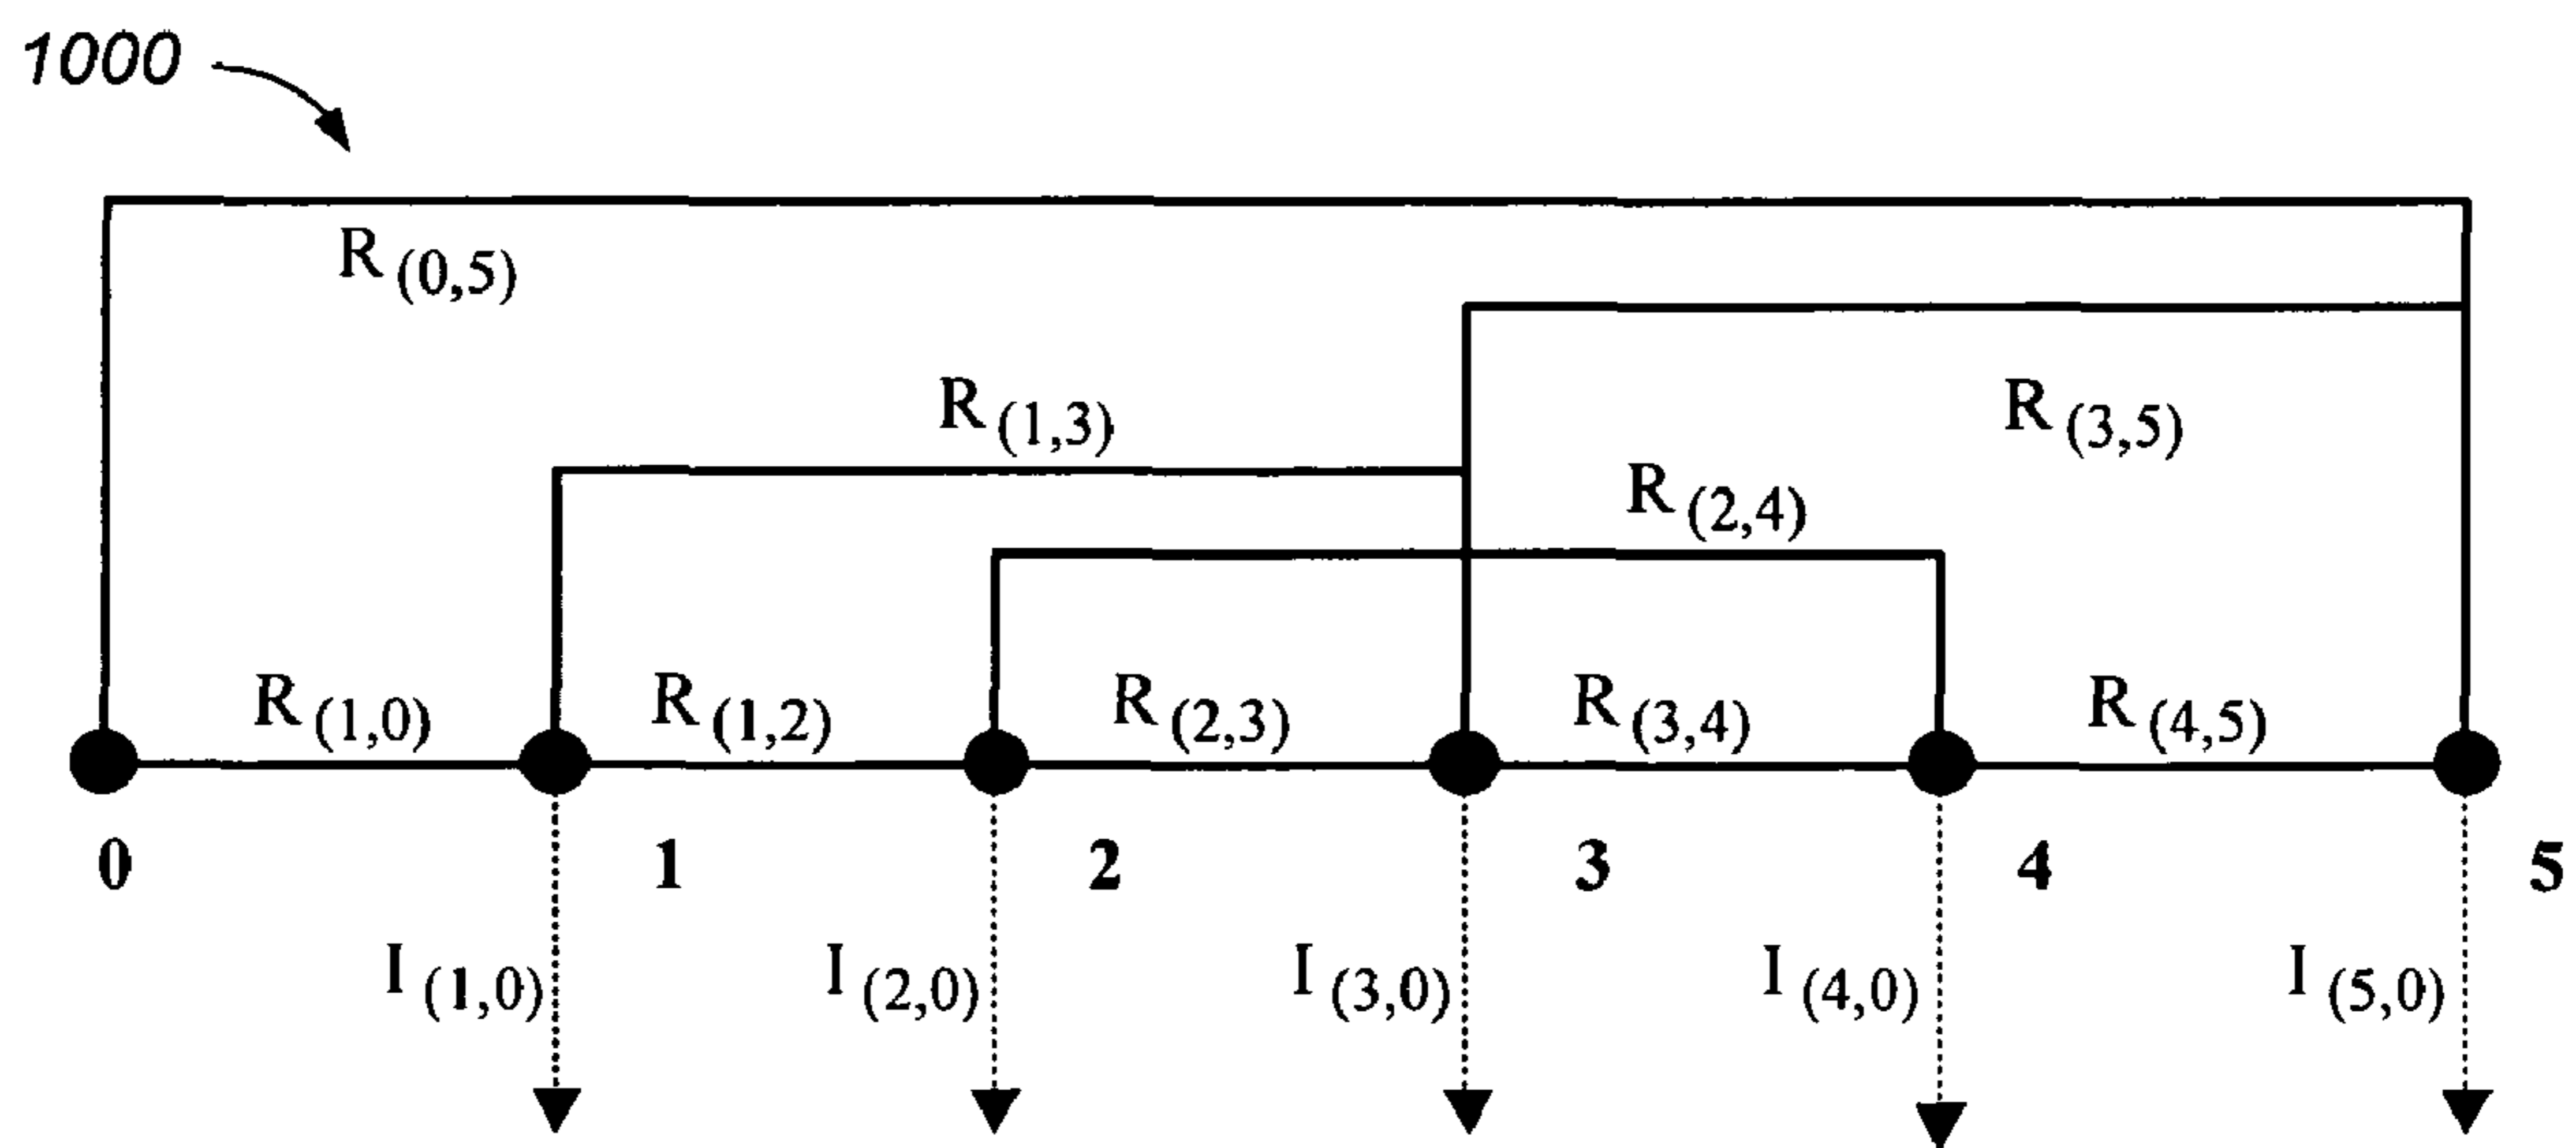 1000
R (0,5)
R (1,3)
R (3,5)
R (2,4)
R (1,0)
R (1,2)
R (2,3)
R (3,4)
R (4,5)
0
1
2
3
4
5
I (1,0)
I (2,0)
I (3,0)
I (4,0)
I (5,0)